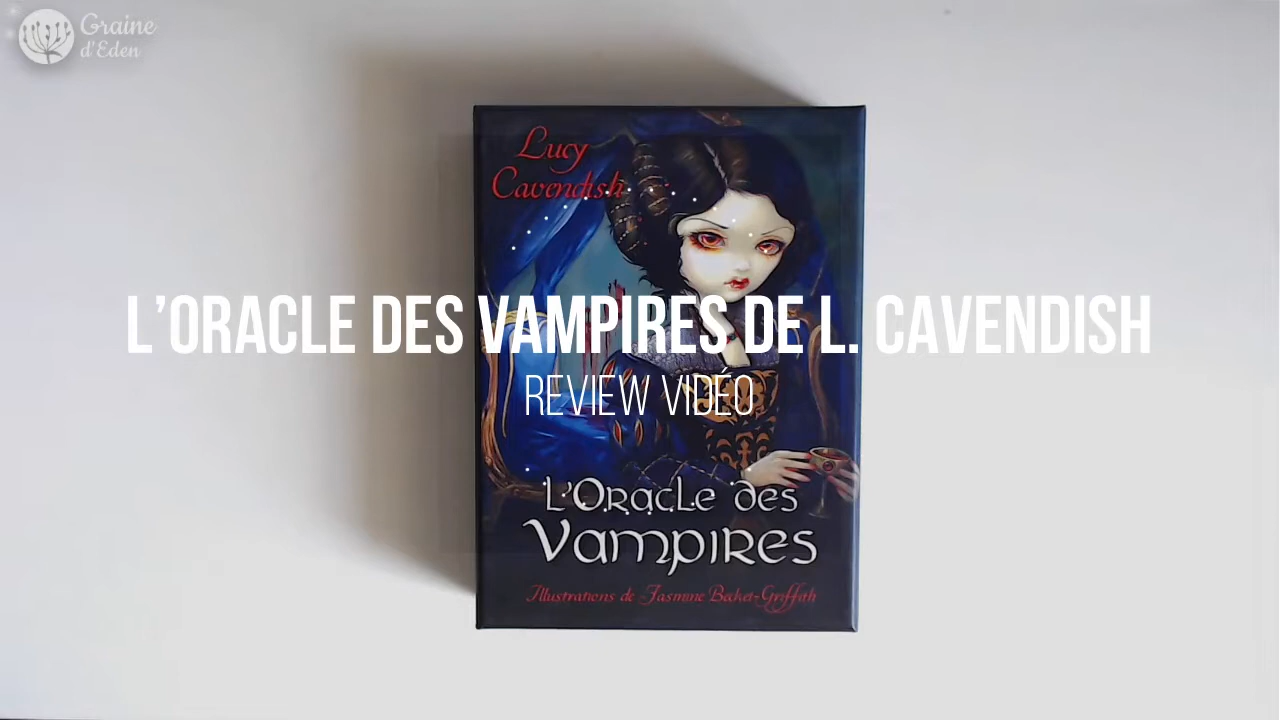 Graine
d'Eden
Lucy
Cavendish
L'ORACLE DES VAMPIRES DE L. CAVENDISH
REVIEW VIDÉO
L'Oracle des
Vampires
Illustrations de Jasmine Becket-Griffith